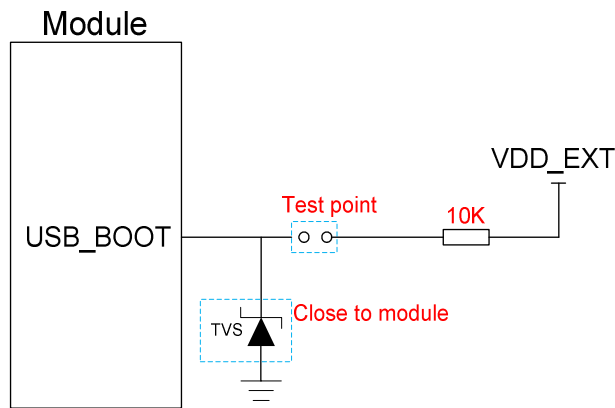 Module
VDD_EXT
Test point
10K
USB_BOOT
Close to module
TVS